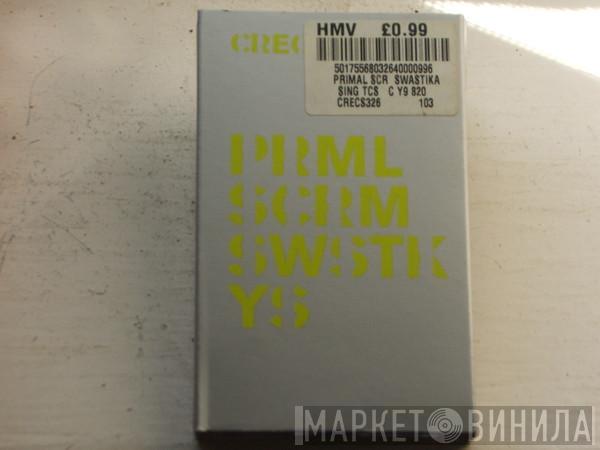 CREC
HMV £0.99
50175568032640000996
PRIMAL SCR SWASTIKA
SING TCS C Y9 820
CRECS326 103
PRML
SCRM
SWSTK
YS
МАРКЕТ ВИНИЛА